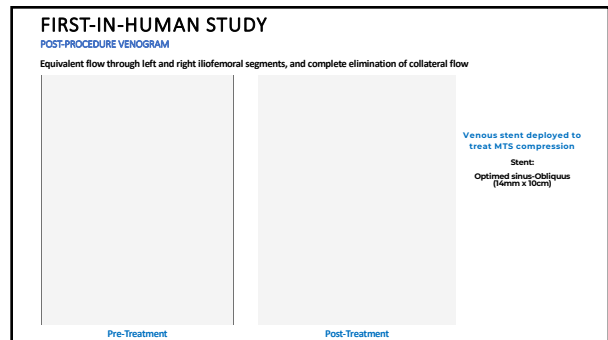 FIRST-IN-HUMAN STUDY
POST-PROCEDURE VENOGRAM
Equivalent flow through left and right iliofemoral segments, and complete elimination of collateral flow
Venous stent deployed to
treat MTS compression
Stent:
Optimed sinus-Obliquus
(14mm x 10cm)
Pre-Treatment
Post-Treatment